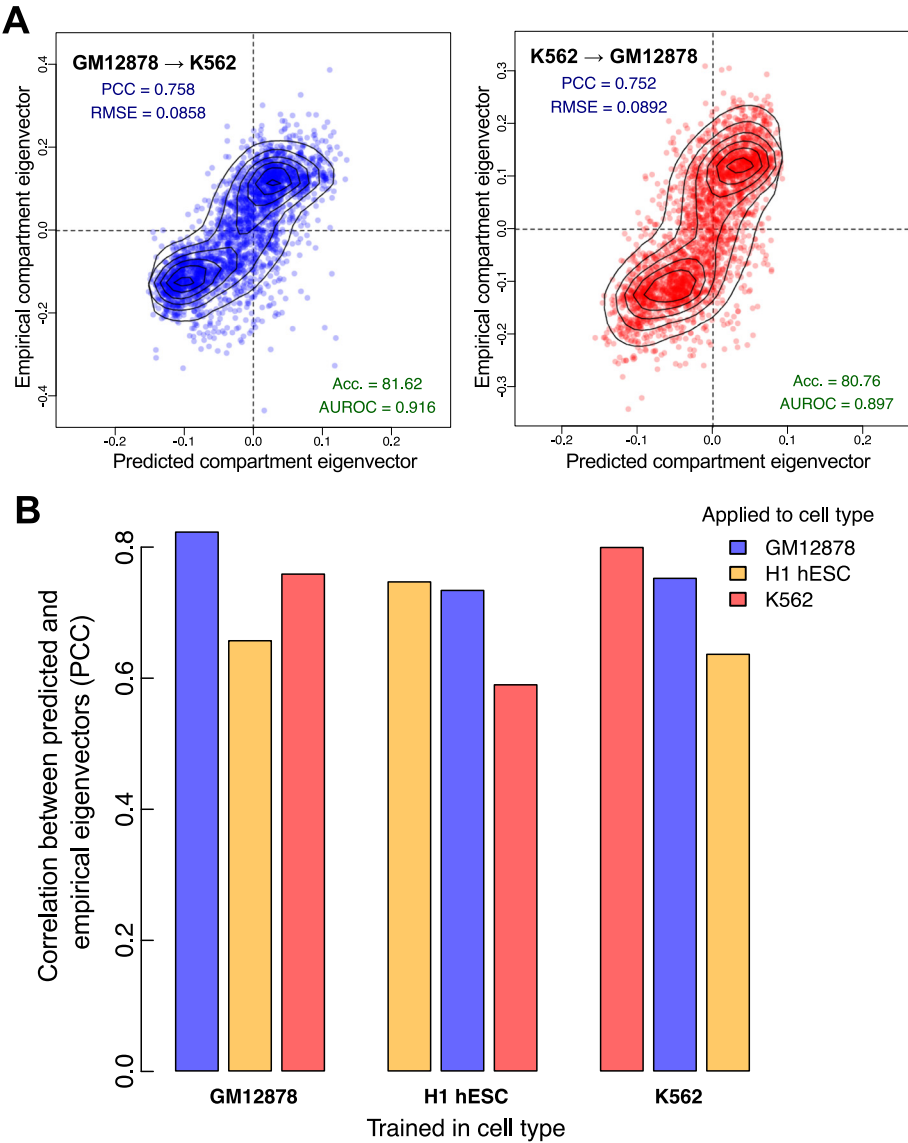 A
GM12878 → K562
PCC = 0.758
RMSE = 0.0858
Acc. = 81.62
AUROC = 0.916
Empirical compartment eigenvector
0.4
0.2
0.0
-0.2
-0.4
-0.2 -0.1 0.0 0.1 0.2
Predicted compartment eigenvector
K562 → GM12878
PCC = 0.752
RMSE = 0.0892
Acc. = 80.76
AUROC = 0.897
Empirical compartment eigenvector
0.3
0.2
0.1
0.0
-0.1
-0.2
-0.3
-0.2 -0.1 0.0 0.1 0.2
Predicted compartment eigenvector
B
Applied to cell type
GM12878
H1 hESC
K562
Correlation between predicted and
empirical eigenvectors (PCC)
0.8
0.6
0.4
0.2
0.0
GM12878 H1 hESC K562
Trained in cell type